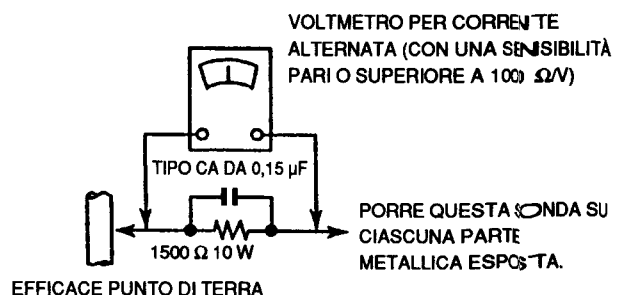 VOLTMETRO PER CORRENTE
ALTERNATA (CON UNA SENSIBILITÀ
PARI O SUPERIORE A 1000 Ω/V)
TIPO CA DA 0,15 µF
1500 Ω 10 W
PORRE QUESTA SONDA SU
CIASCUNA PARTE
METALLICA ESPOSTA.
EFFICACE PUNTO DI TERRA